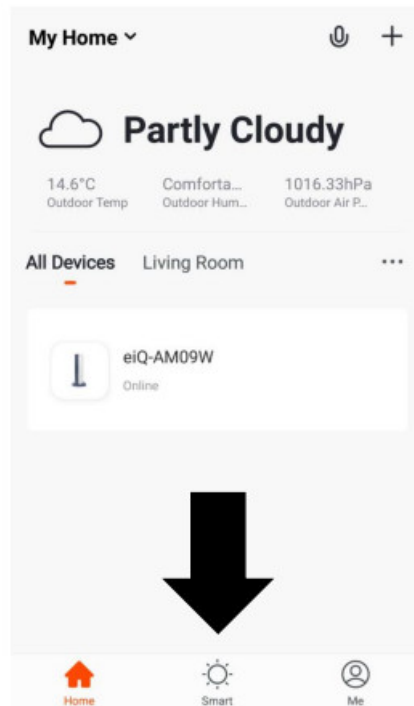 My Home
Partly Cloudy
14.6°C Comforta... 1016.33hPa
Outdoor Temp Outdoor Hum... Outdoor Air P...
All Devices Living Room ...
eiQ-AM09W
Online
Home Smart Me